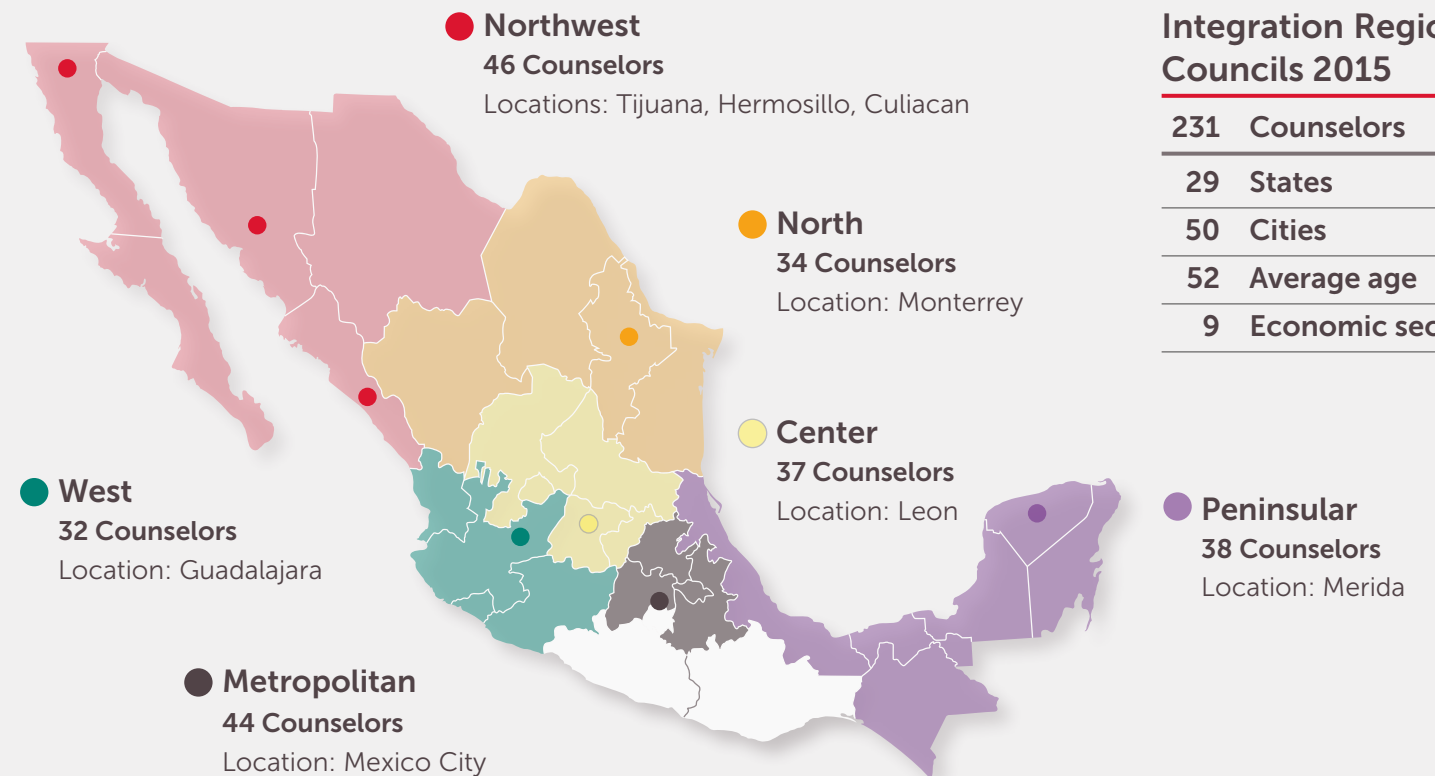 Northwest
46 Counselors
Locations: Tijuana, Hermosillo, Culiacan
Integration
Councils 2015
231 Counselors
29 States
50 Cities
52 Average age
9 Economic
North
34 Counselors
Location: Monterrey
Center
37 Counselors
Location: Leon
West
32 Counselors
Location: Guadalajara
Peninsular
38 Counselors
Location: Merida
Metropolitan
44 Counselors
Location: Mexico City